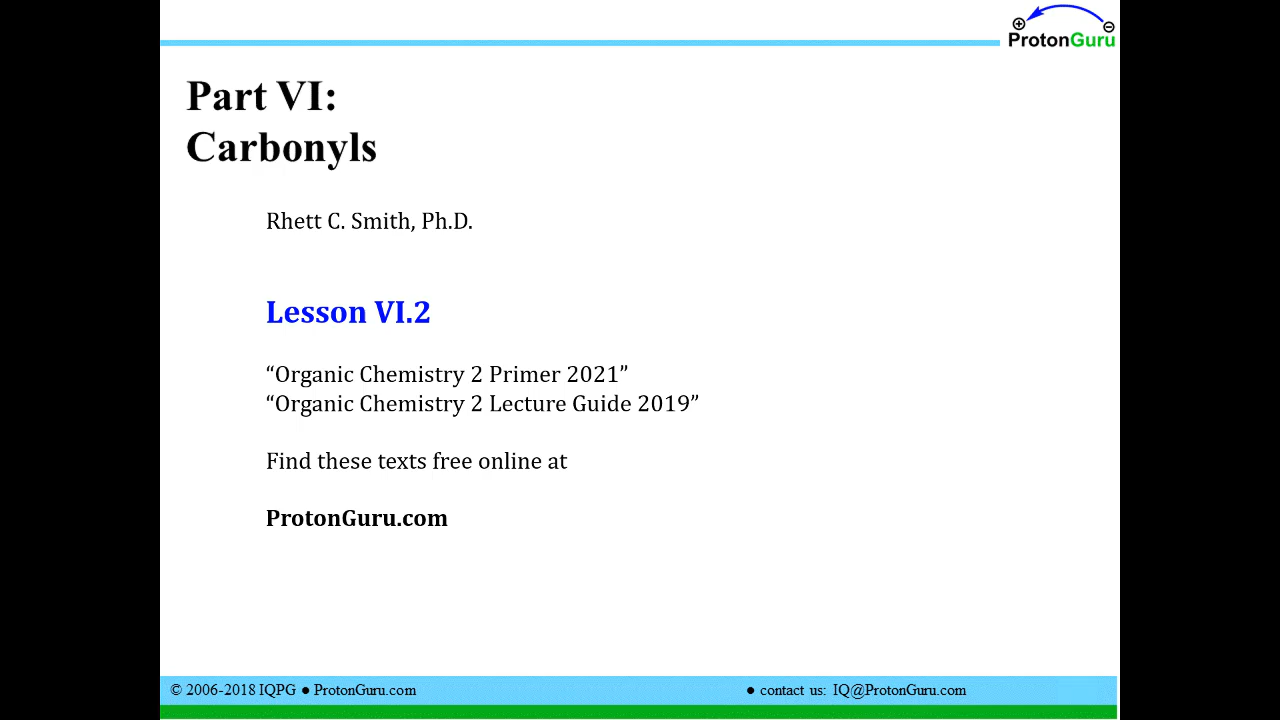 ⊕ ⊖
ProtonGuru
Part VI:
Carbonyls
Rhett C. Smith, Ph.D.
Lesson VI.2
“Organic Chemistry 2 Primer 2021”
“Organic Chemistry 2 Lecture Guide 2019”
Find these texts free online at
ProtonGuru.com
© 2006-2018 IQPG ● ProtonGuru.com ● contact us: IQ@ProtonGuru.com